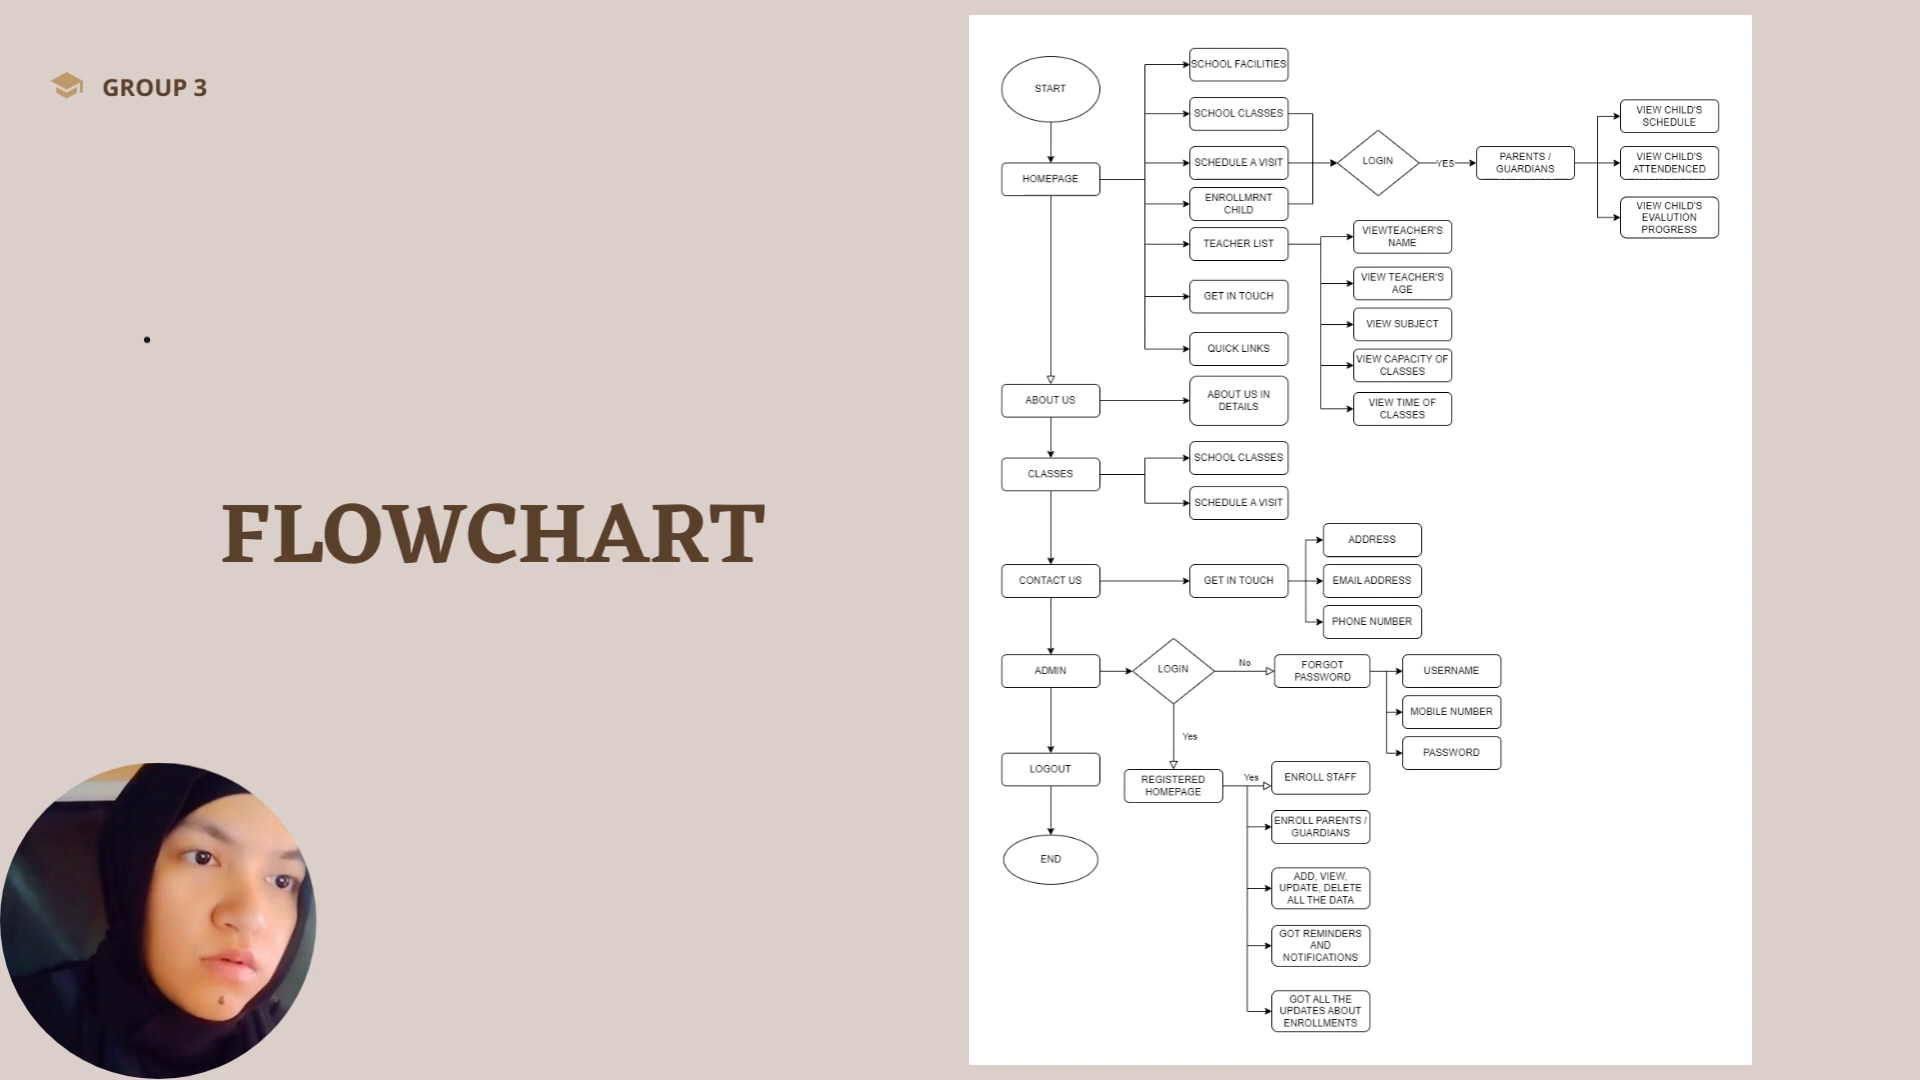 GROUP 3
FLOWCHART
START
HOMEPAGE
SCHOOL FACILITIES
SCHOOL CLASSES
SCHEDULE A VISIT
ENROLLMRNT
CHILD
TEACHER LIST
GET IN TOUCH
QUICK LINKS
LOGIN
YES
PARENTS /
GUARDIANS
VIEW CHILD'S
SCHEDULE
VIEW CHILD'S
ATTENDENCED
VIEW CHILD'S
EVALUTION
PROGRESS
VIEWTEACHER'S
NAME
VIEW TEACHER'S
AGE
VIEW SUBJECT
VIEW CAPACITY OF
CLASSES
VIEW TIME OF
CLASSES
ABOUT US
ABOUT US IN
DETAILS
CLASSES
SCHOOL CLASSES
SCHEDULE A VISIT
CONTACT US
GET IN TOUCH
ADDRESS
EMAIL ADDRESS
PHONE NUMBER
ADMIN
LOGIN
No
FORGOT
PASSWORD
USERNAME
MOBILE NUMBER
PASSWORD
Yes
REGISTERED
HOMEPAGE
Yes
ENROLL STAFF
ENROLL PARENTS /
GUARDIANS
ADD, VIEW,
UPDATE, DELETE
ALL THE DATA
GOT REMINDERS
AND
NOTIFICATIONS
GOT ALL THE
UPDATES ABOUT
ENROLLMENTS
LOGOUT
END